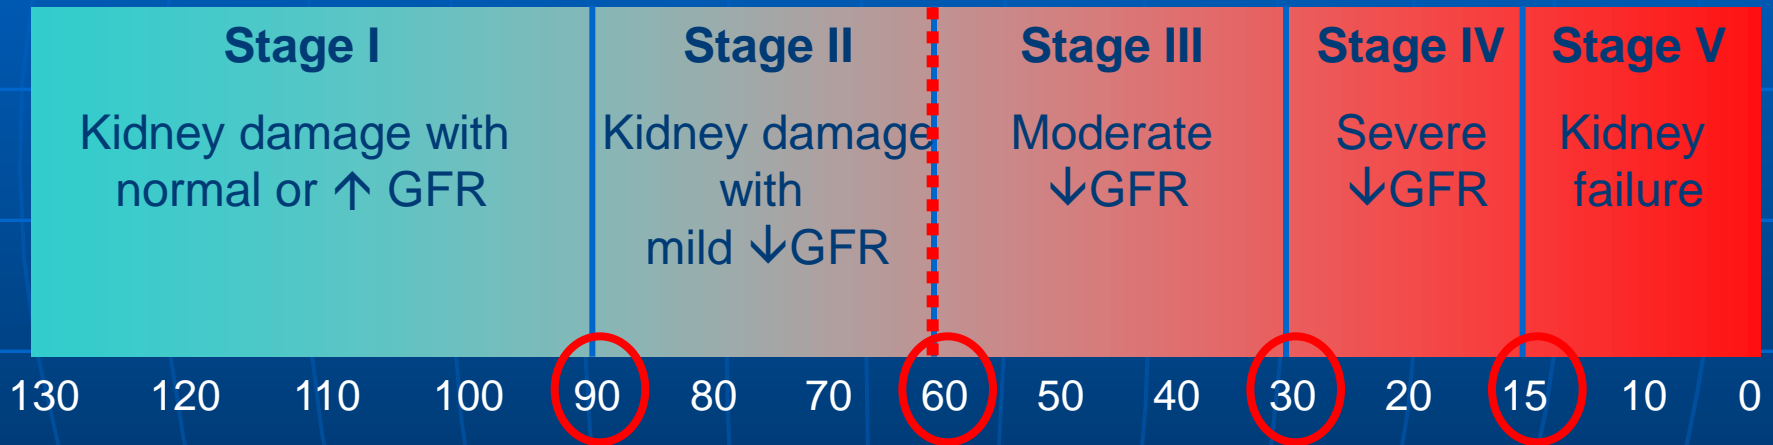 Stage I
Kidney damage with
normal or ↑ GFR
Stage II
Kidney damage
with
mild ↓GFR
Stage III
Moderate
↓GFR
Stage IV
Severe
↓GFR
Stage V
Kidney
failure
130 120 110 100 90 80 70 60 50 40 30 20 15 10 0